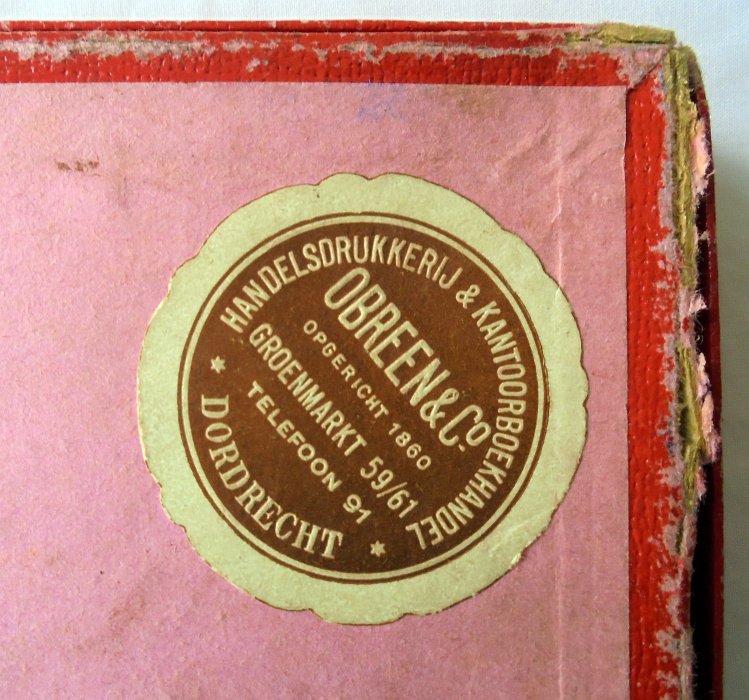 HANDELSDRUKKERIJ & KANTOORBOEKHANDEL
OBREEN & Co
OPGERICHT 1860
GROENMARKT 59/61
TELEFOON 91
* DORDRECHT *